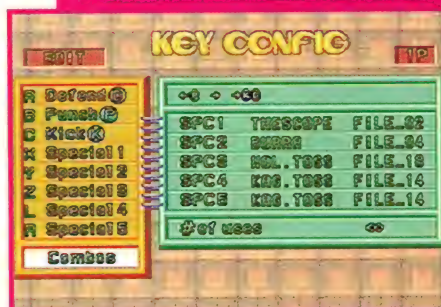 KEY CONFIG
EDIT
1P
A Defend G
B Punch P
C Kick K
X Special 1
Y Special 2
Z Special 3
L Special 4
R Special 5
Combos
SPC1 FILE_02
SPC2 FILE_04
SPC3 FILE_18
SPC4 FILE_14
SPC5 FILE_14
# of uses ∞